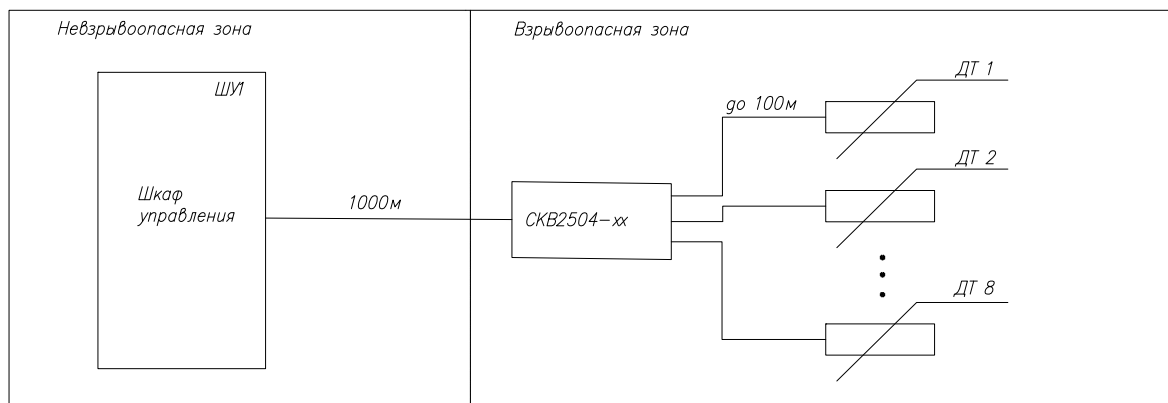 Невзрывоопасная зона
Взрывоопасная зона
ШУ1
ДТ 1
до 100м
ДТ 2
Шкаф
управления
1000м
СКВ2504-хх
ДТ 8